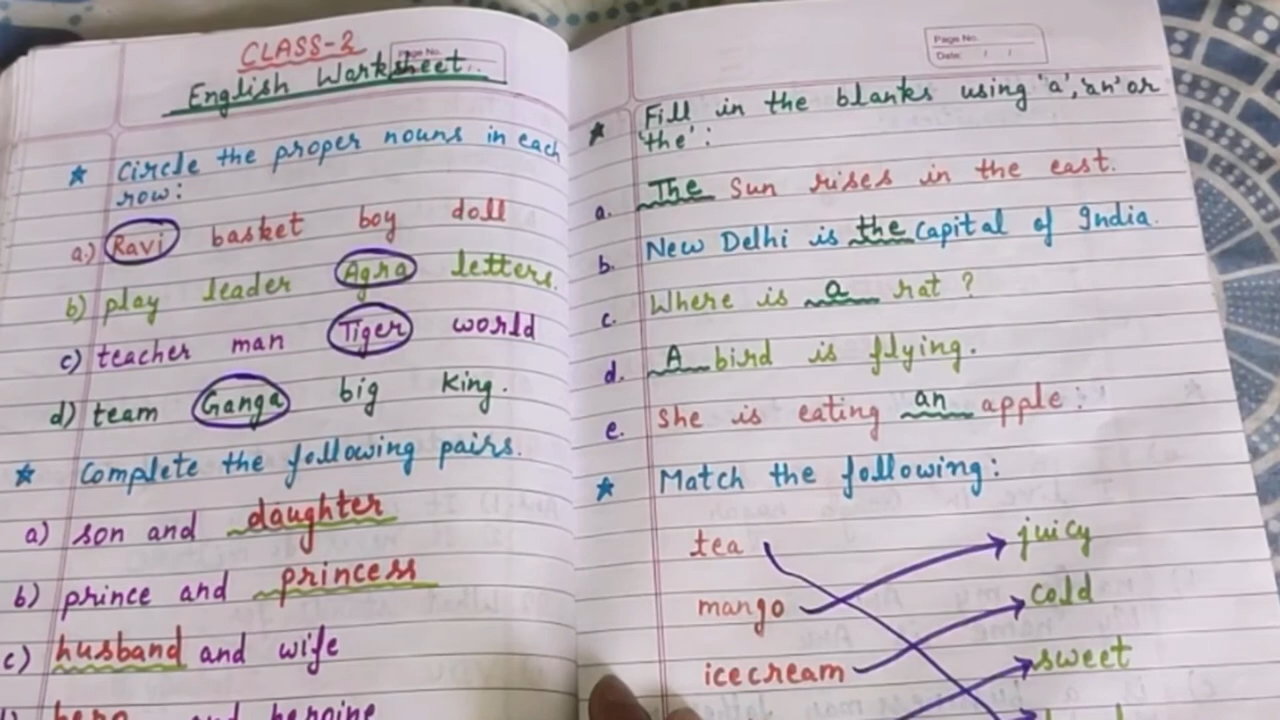 CLASS-2
Page No.
English Worksheet..
★ Circle the proper nouns in each
row:
a.) Ravi basket boy doll
b) play leader Agra letters.
c) teacher man Tiger world
d) team Ganga big King.
★ Complete the following pairs.
a) son and daughter
b) prince and princess
c) husband and wife
hero and heroine
Page No.
Date: / /
★ Fill in the blanks using 'a', 'an' or
'the':
a. The Sun rises in the east.
b. New Delhi is the capital of India.
c. Where is a rat ?
d. A bird is flying.
e. She is eating an apple:
★ Match the following:
tea juicy
mango cold
icecream sweet